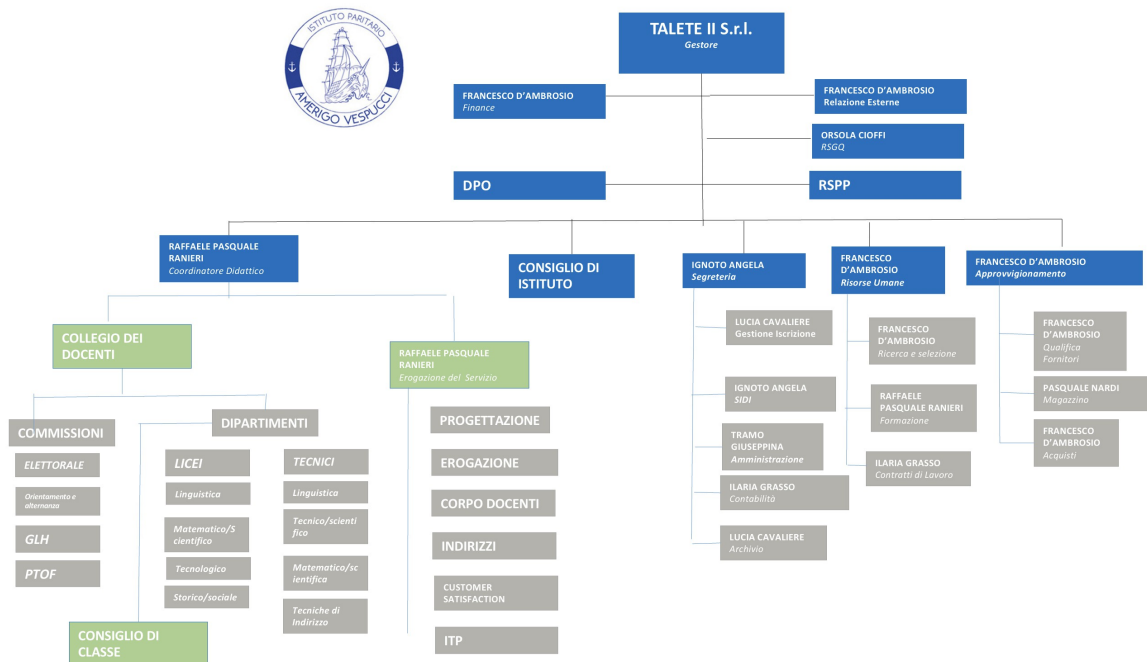 ISTITUTO PARITARIO
AMERIGO VESPUCCI
TALETE II S.r.l.
Gestore
FRANCESCO D'AMBROSIO
Finance
FRANCESCO D'AMBROSIO
Relazione Esterne
ORSOLA CIOFFI
RSGQ
DPO
RSPP
RAFFAELE PASQUALE
RANIERI
Coordinatore Didattico
CONSIGLIO DI
ISTITUTO
IGNOTO ANGELA
Segreteria
FRANCESCO
D'AMBROSIO
Risorse Umane
FRANCESCO D'AMBROSIO
Approvvigionamento
COLLEGIO DEI
DOCENTI
RAFFAELE PASQUALE
RANIERI
Erogazione del Servizio
COMMISSIONI
ELETTORALE
Orientamento e
alternanza
GLH
PTOF
DIPARTIMENTI
LICEI
Linguistica
Matematico/S
cientifico
Tecnologico
Storico/sociale
TECNICI
Linguistica
Tecnico/scienti
fico
Matematico/sc
ientifica
Tecniche di
Indirizzo
CONSIGLIO DI
CLASSE
PROGETTAZIONE
EROGAZIONE
CORPO DOCENTI
INDIRIZZI
CUSTOMER
SATISFACTION
ITP
LUCIA CAVALIERE
Gestione Iscrizione
IGNOTO ANGELA
SIDI
TRAMO
GIUSEPPINA
Amministrazione
ILARIA GRASSO
Contabilità
LUCIA CAVALIERE
Archivio
FRANCESCO
D'AMBROSIO
Ricerca e selezione
RAFFAELE
PASQUALE RANIERI
Formazione
ILARIA GRASSO
Contratti di Lavoro
FRANCESCO
D'AMBROSIO
Qualifica
Fornitori
PASQUALE NARDI
Magazzino
FRANCESCO
D'AMBROSIO
Acquisti